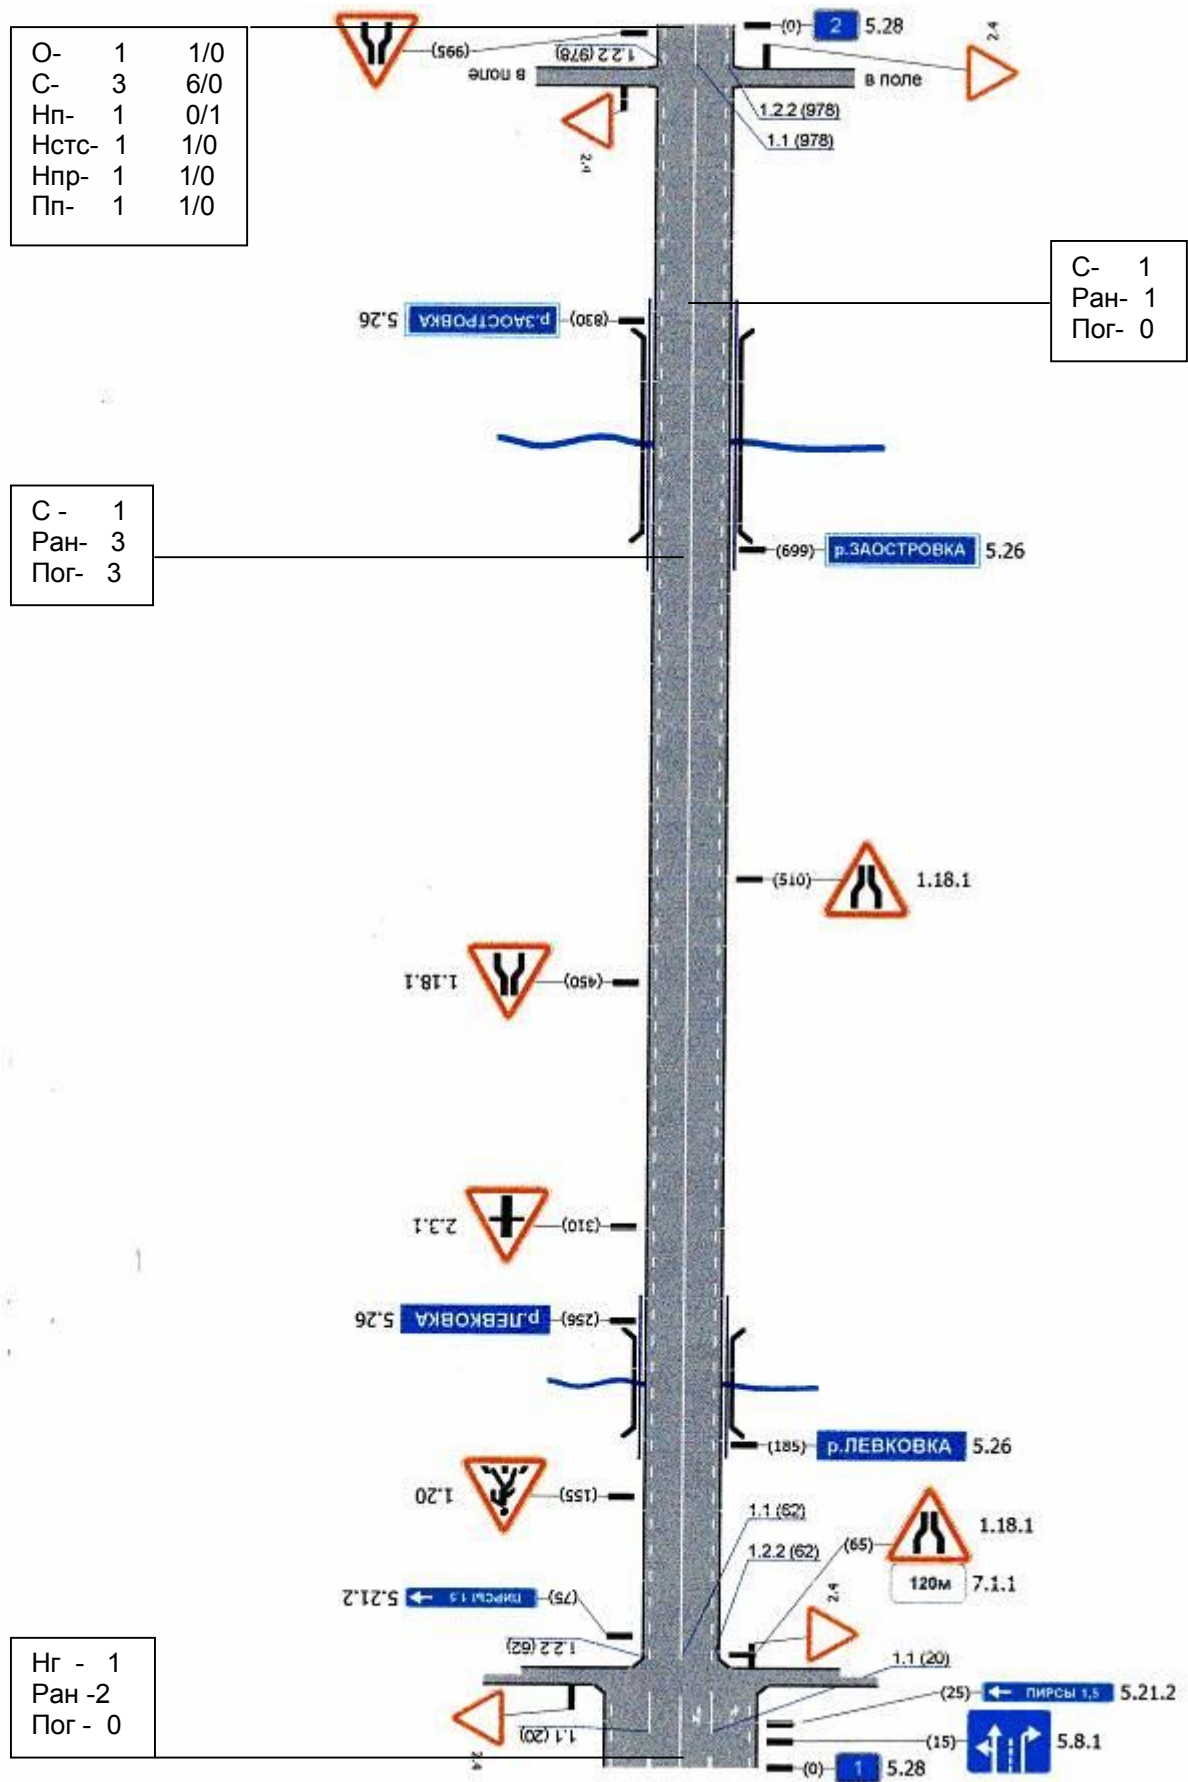 О- 1 1/0
С- 3 6/0
Нп- 1 0/1
Нстс- 1 1/0
Нпр- 1 1/0
Пп- 1 1/0
(995)
1.2.2 (978)
(0) 2 5.28
2.4
в поле
в поле
1.2.2 (978)
1.1 (978)
2.4
С- 1
Ран- 1
Пог- 0
5.26 р.ЗАОСТРОВКА (830)
С - 1
Ран- 3
Пог- 3
(699) р.ЗАОСТРОВКА 5.26
(510) 1.18.1
1.18.1 (450)
2.3.1 (310)
5.26 р.ЛЕВКОВКА (256)
(185) р.ЛЕВКОВКА 5.26
1.20 (155)
1.1 (62)
1.18.1
1.2.2 (62)
(65)
120м 7.1.1
5.21.2 ПИРСЫ 1,5 (75)
2.4
1.2.2 (62)
1.1 (20)
Нг - 1
Ран -2
Пог - 0
(25) ПИРСЫ 1,5 5.21.2
1.1 (20)
(15) 5.8.1
2.4
(0) 1 5.28